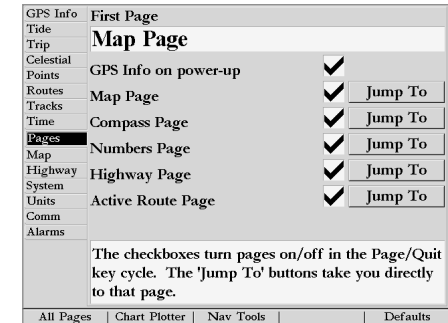 GPS Info
Tide
Trip
Celestial
Points
Routes
Tracks
Time
Pages
Map
Highway
System
Units
Comm
Alarms
First Page
Map Page
GPS Info on power-up
Map Page Jump To
Compass Page Jump To
Numbers Page Jump To
Highway Page Jump To
Active Route Page Jump To
The checkboxes turn pages on/off in the Page/Quit
key cycle. The 'Jump To' buttons take you directly
to that page.
All Pages | Chart Plotter | Nav Tools | | Defaults